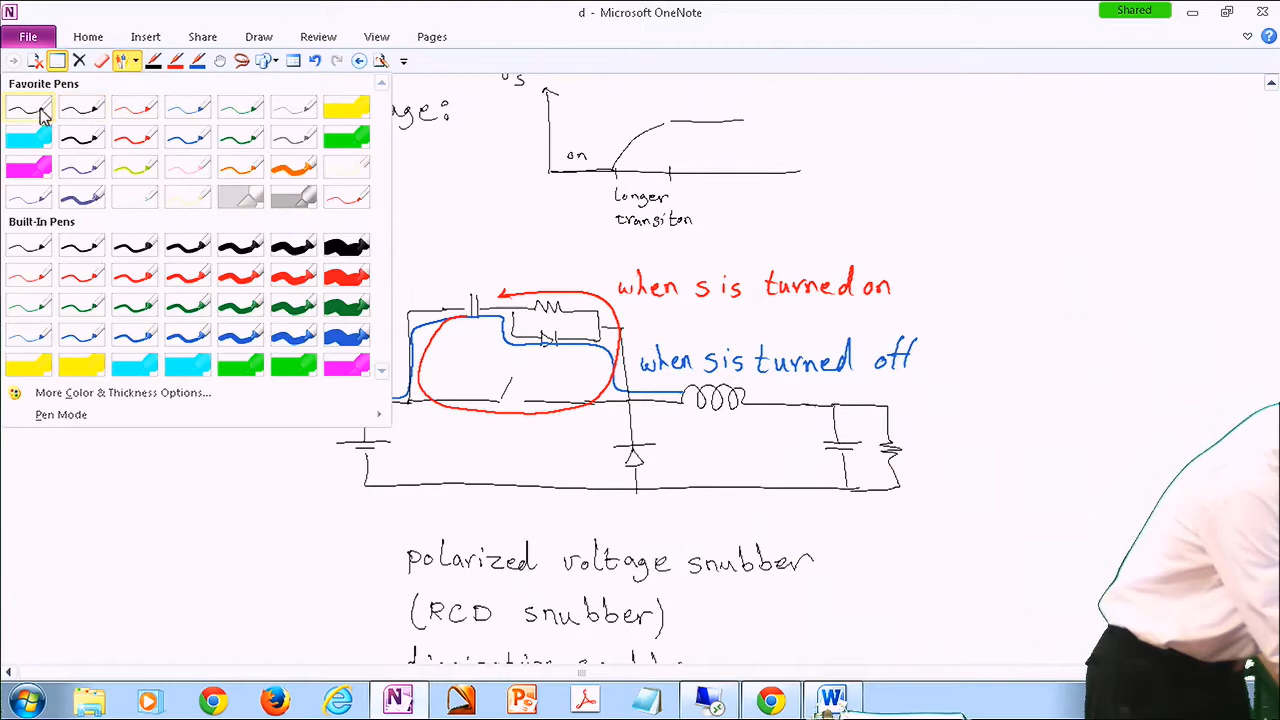 d - Microsoft OneNote
Shared
File Home Insert Share Draw Review View Pages
Favorite Pens
Built-In Pens
More Color & Thickness Options...
Pen Mode
age:
on
longer
transiton
when s is turned on
when s is turned off
polarized voltage snubber
(RCD snubber)